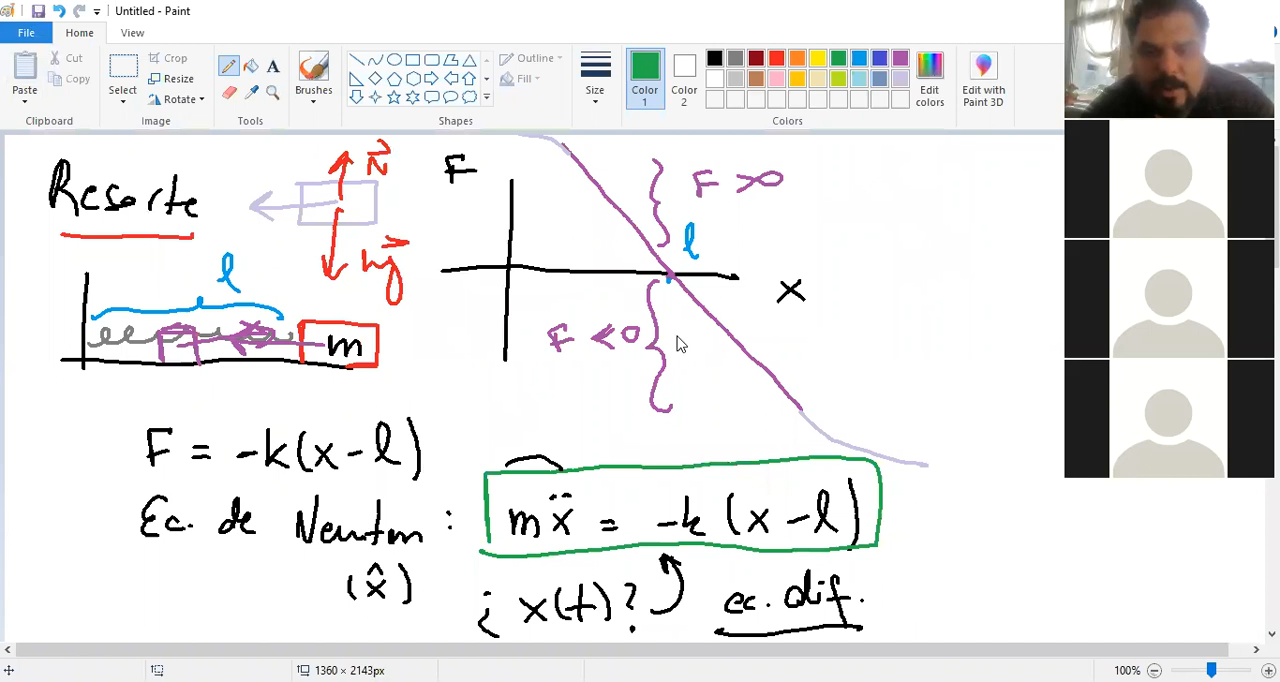 Untitled - Paint
File
Home
View
Paste
Cut
Copy
Clipboard
Select
Crop
Resize
Rotate
Image
Tools
Brushes
Shapes
Outline
Fill
Size
Color 1
Color 2
Edit colors
Edit with Paint 3D
Colors
Resorte
N
mg
l
m
F
F >0
l
x
F <0
F = -k(x-l)
Ec. de Newton :
(x̂)
mẍ = -k(x-l)
¿ x(t)?
ec. dif.
1360 × 2143px
100%